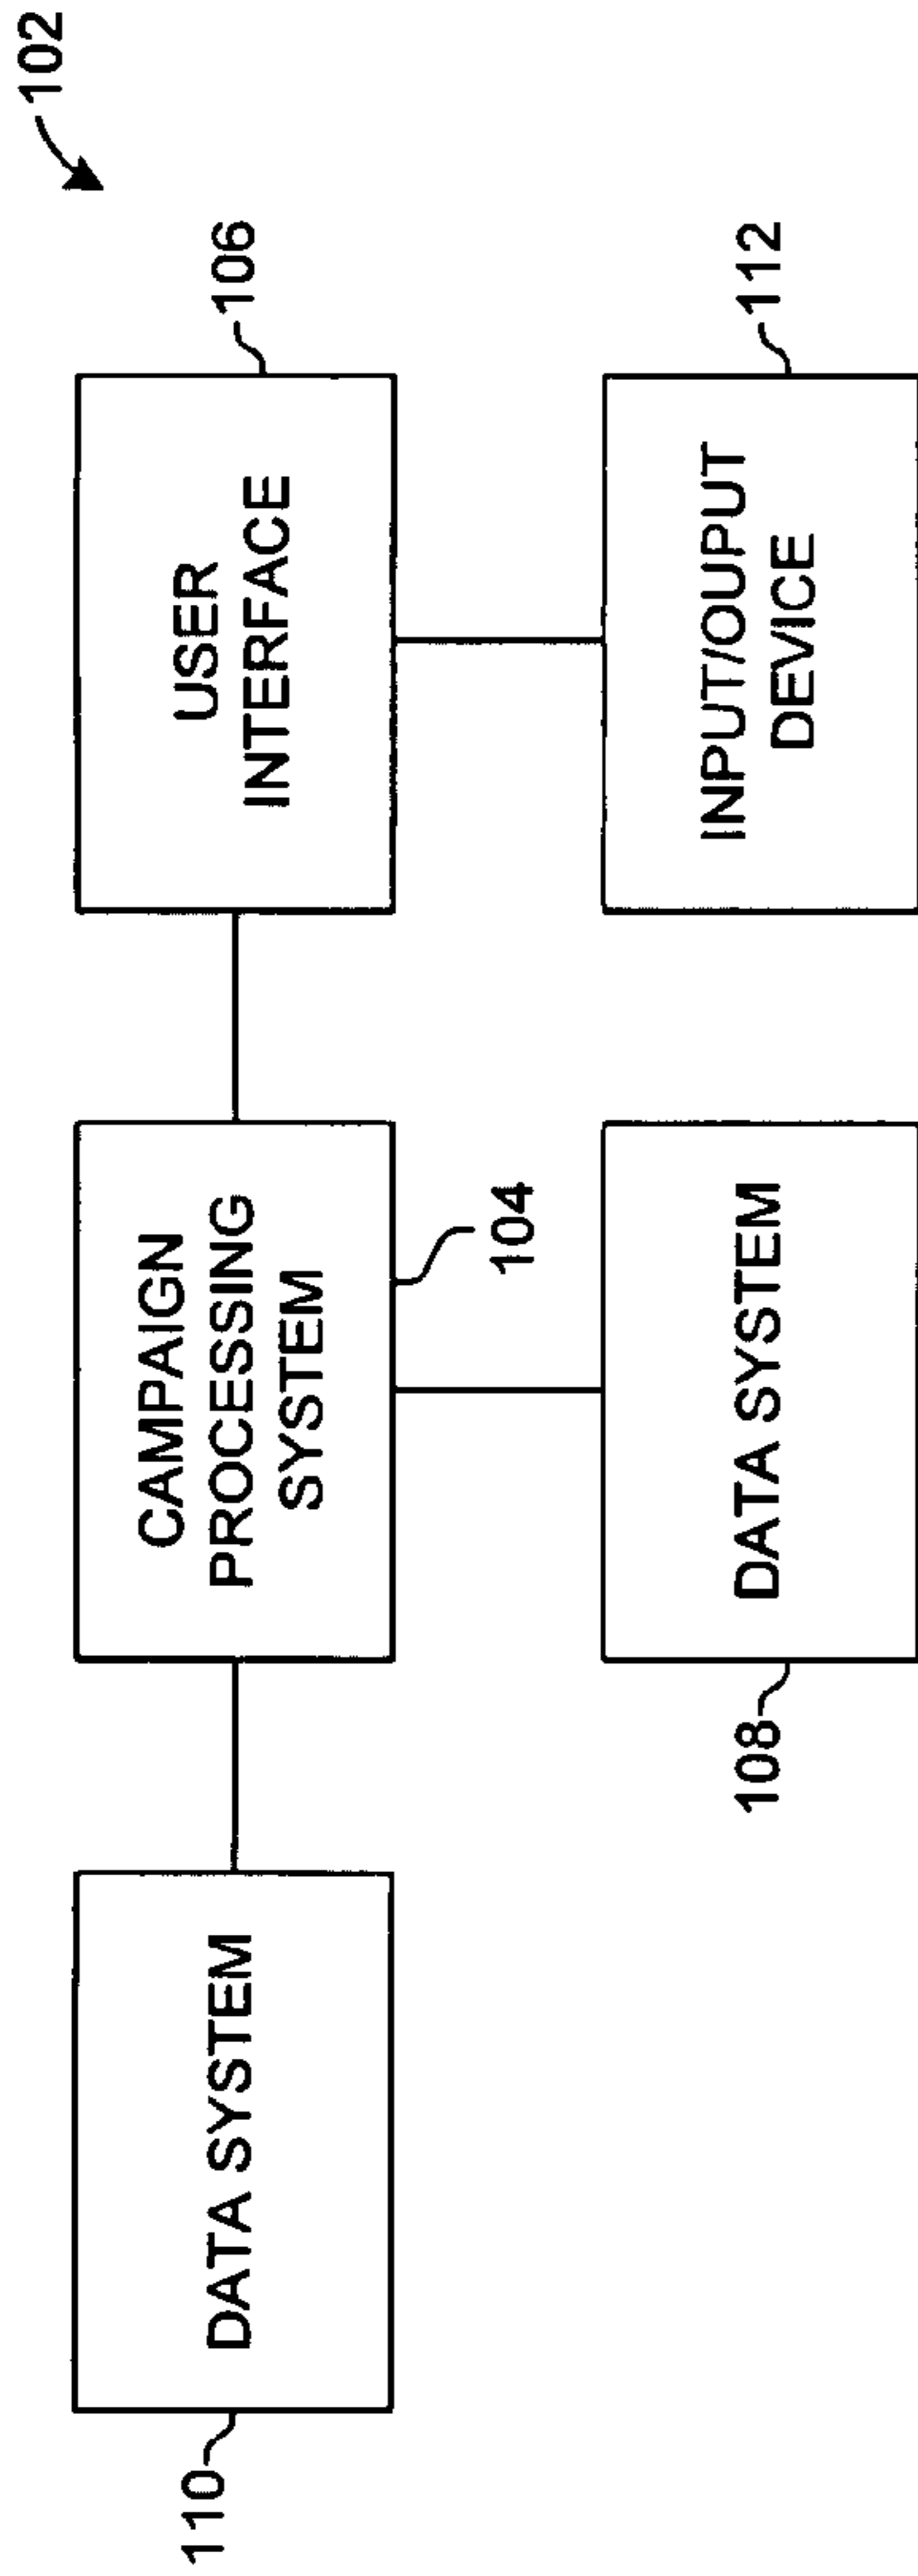 102
110
DATA SYSTEM
CAMPAIGN
PROCESSING
SYSTEM
104
USER
INTERFACE
106
108
DATA SYSTEM
INPUT/OUPUT
DEVICE
112